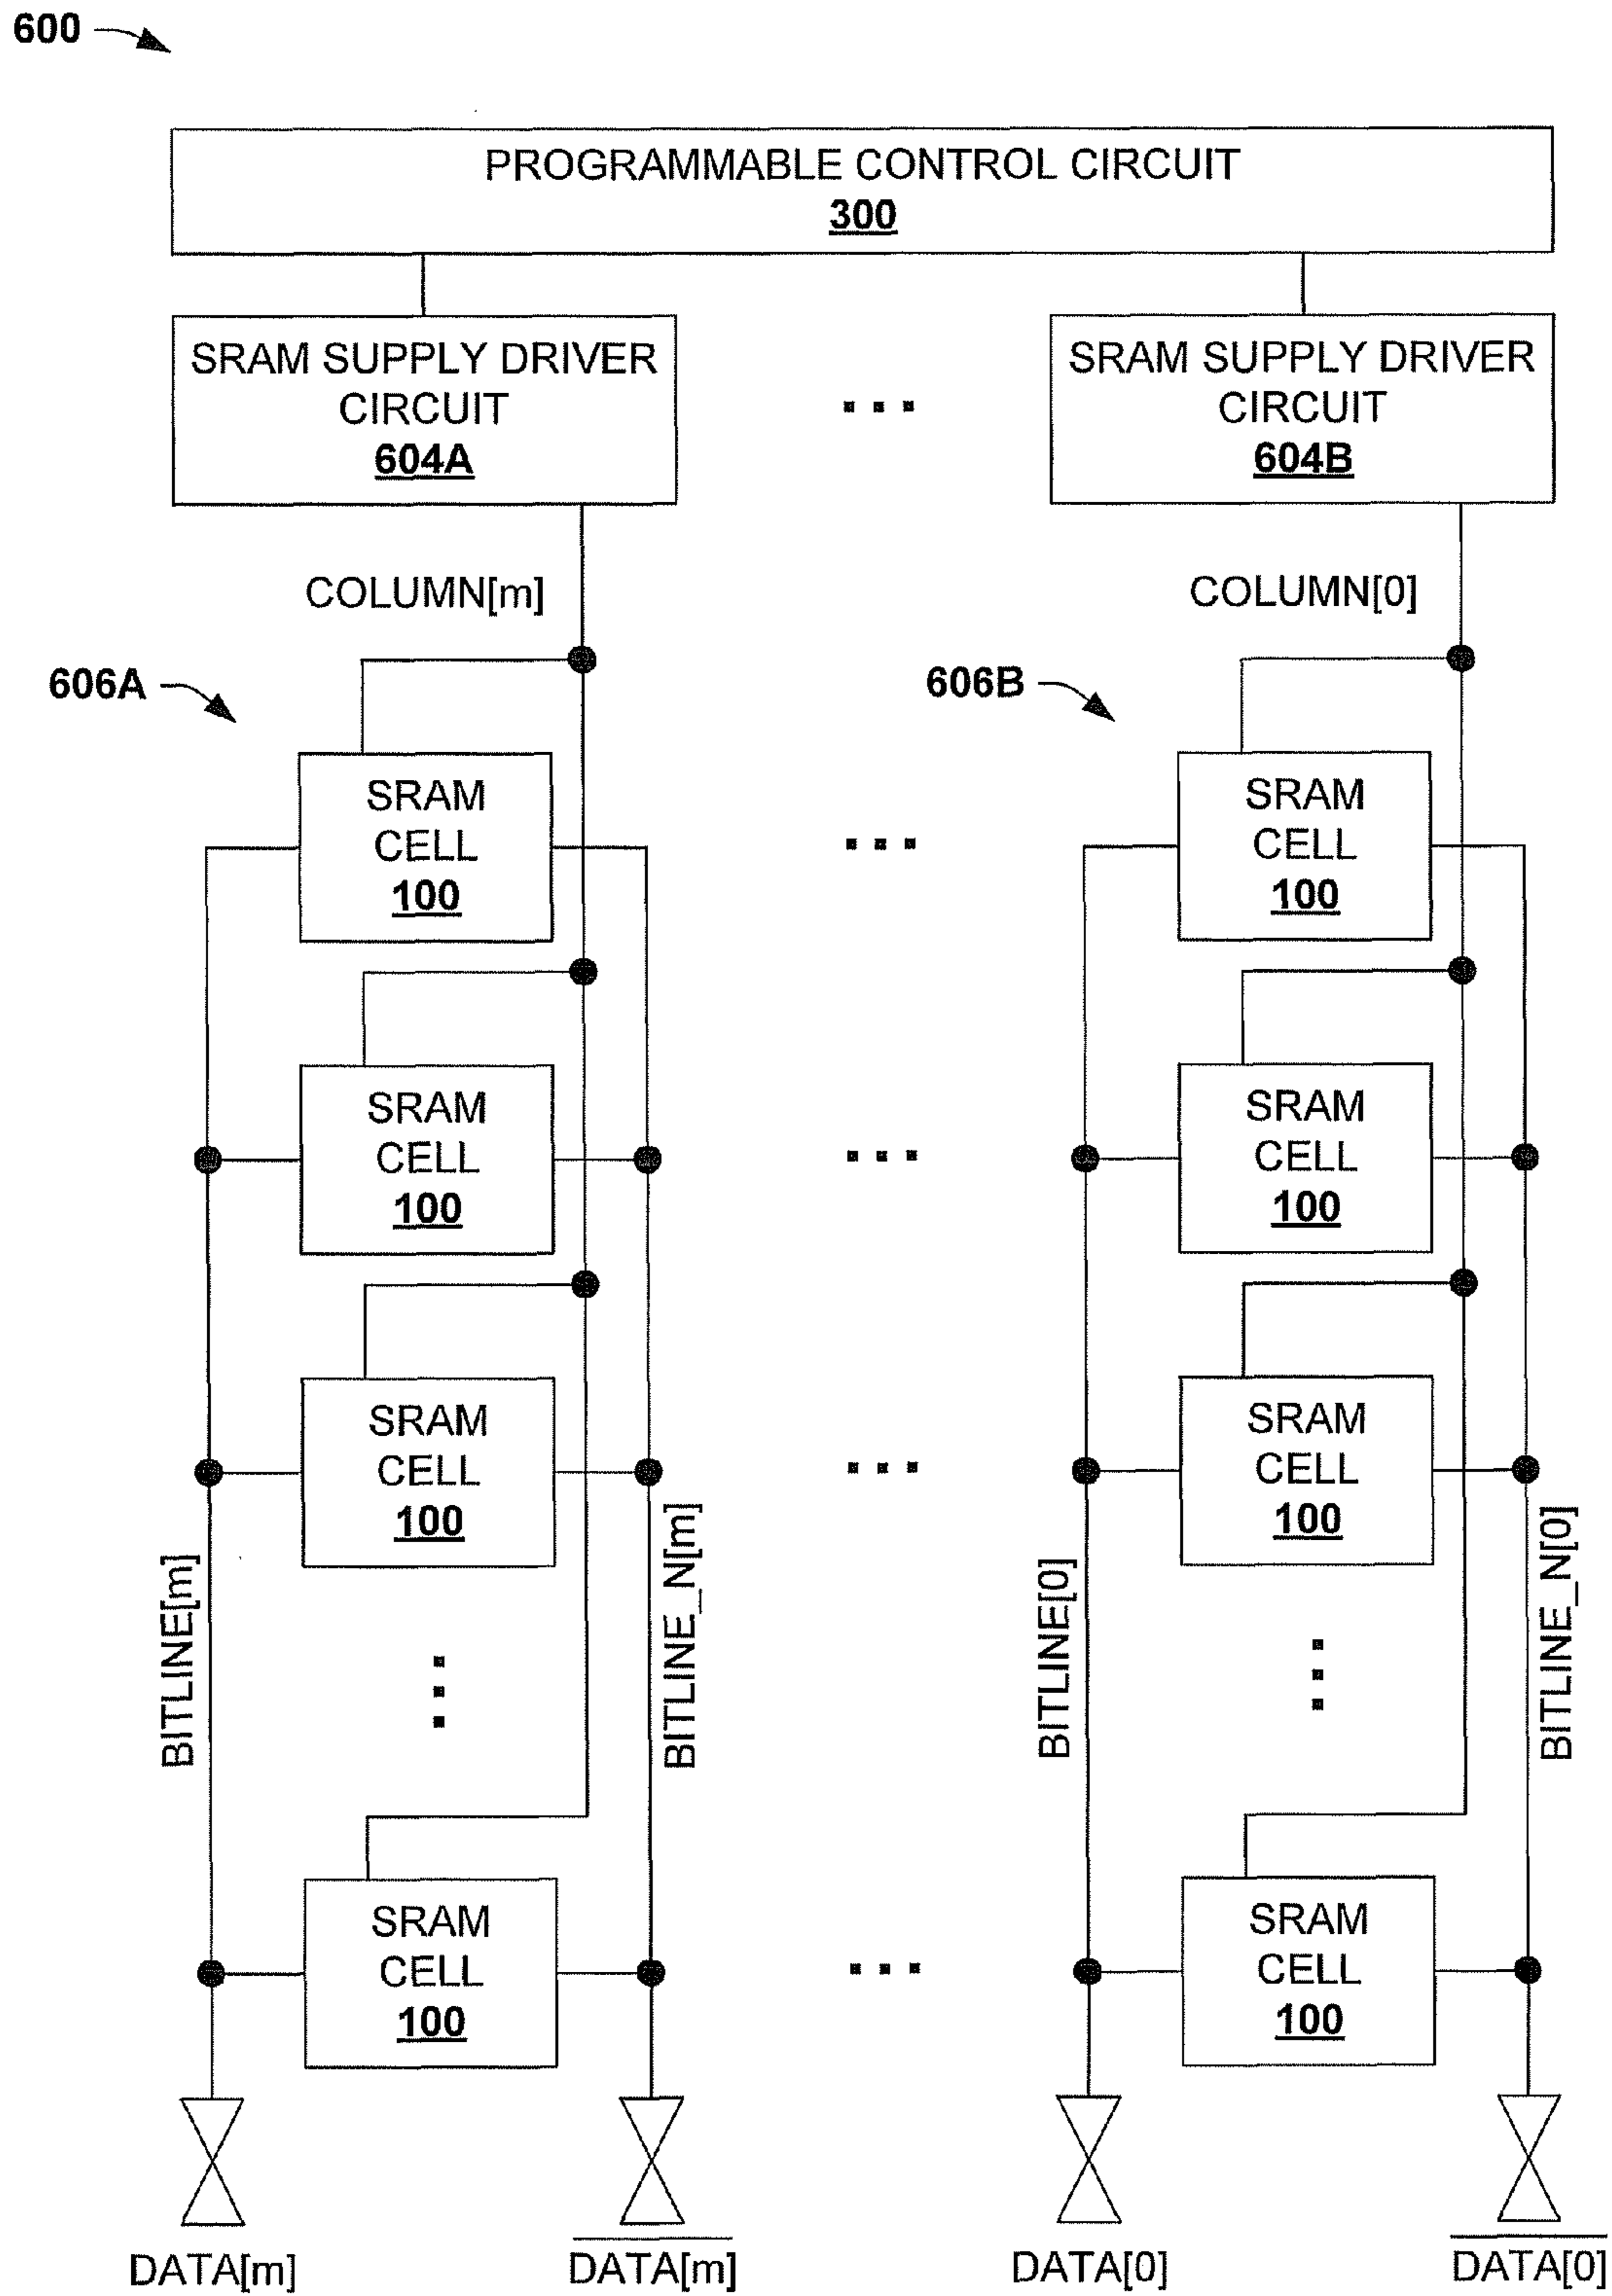 600
PROGRAMMABLE CONTROL CIRCUIT
300
SRAM SUPPLY DRIVER
CIRCUIT
604A
SRAM SUPPLY DRIVER
CIRCUIT
604B
COLUMN[m]
COLUMN[0]
606A
606B
SRAM
CELL
100
SRAM
CELL
100
SRAM
CELL
100
SRAM
CELL
100
SRAM
CELL
100
SRAM
CELL
100
BITLINE[m]
BITLINE_N[m]
BITLINE[0]
BITLINE_N[0]
SRAM
CELL
100
SRAM
CELL
100
DATA[m]
DATA[m]
DATA[0]
DATA[0]